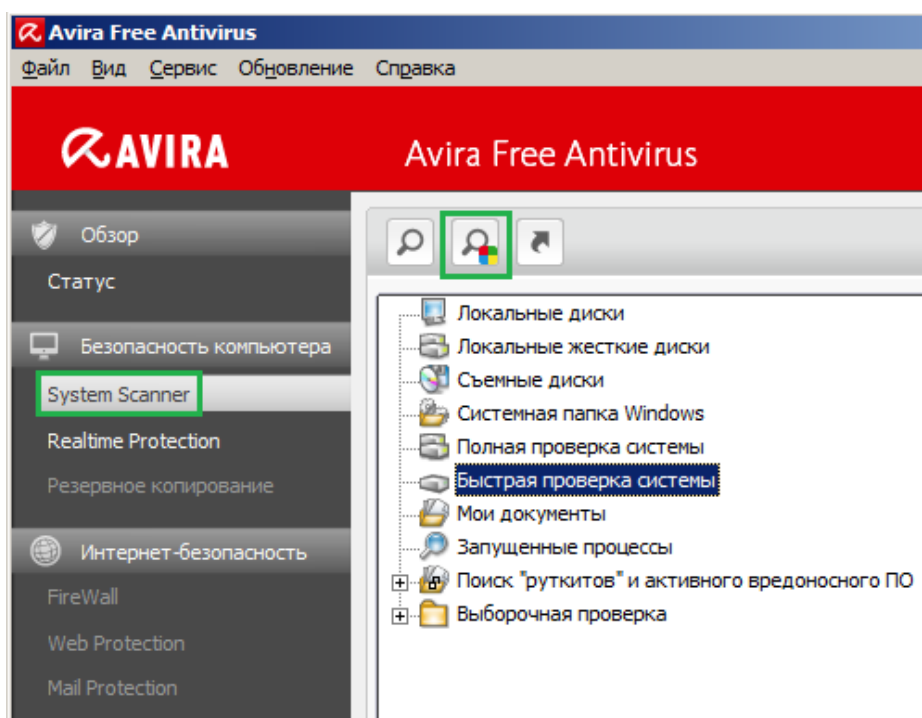 Avira Free Antivirus
Файл Вид Сервис Обновление Справка
AVIRA
Avira Free Antivirus
Обзор
Статус
Безопасность компьютера
System Scanner
Realtime Protection
Резервное копирование
Интернет-безопасность
FireWall
Web Protection
Mail Protection
Локальные диски
Локальные жесткие диски
Съемные диски
Системная папка Windows
Полная проверка системы
Быстрая проверка системы
Мои документы
Запущенные процессы
Поиск "руткитов" и активного вредоносного ПО
Выборочная проверка